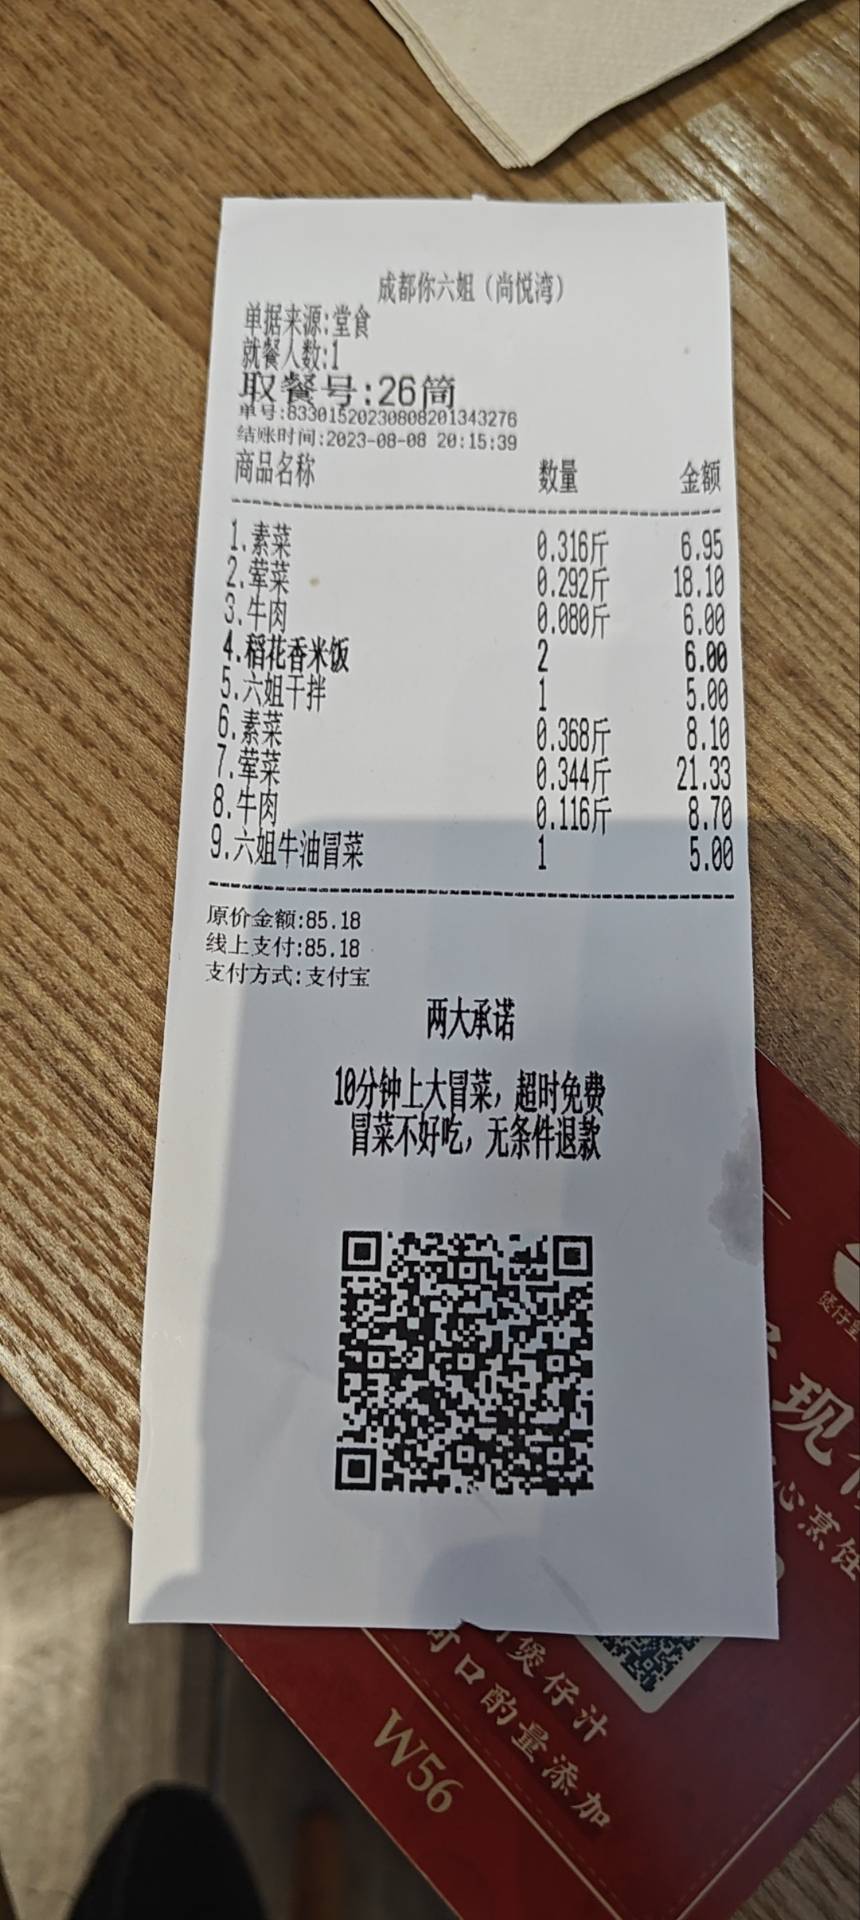 成都你六姐（尚悦湾）
单据来源:堂食
就餐人数:1
取餐号:26筒
单号:83301520230808201343276
结账时间:2023-08-08 20:15:39
商品名称 数量 金额
1.素菜 0.316斤 6.95
2.荤菜 0.292斤 18.10
3.牛肉 0.080斤 6.00
4.稻花香米饭 2 6.00
5.六姐干拌 1 5.00
6.素菜 0.368斤 8.10
7.荤菜 0.344斤 21.33
8.牛肉 0.116斤 8.70
9.六姐牛油冒菜 1 5.00
原价金额:85.18
线上支付:85.18
支付方式:支付宝
两大承诺
10分钟上大冒菜，超时免费
冒菜不好吃，无条件退款
煲仔
现
心烹饪
煲仔汁
可口酌量添加
W56